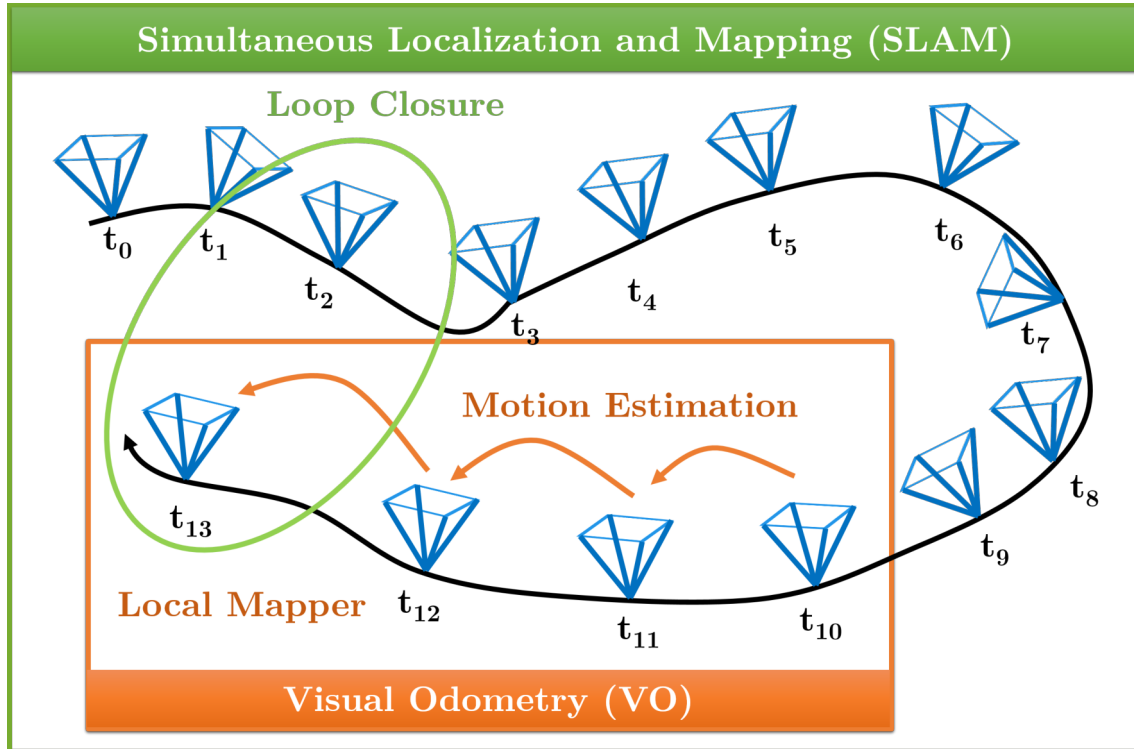 Simultaneous Localization and Mapping (SLAM)
Loop Closure
t₀
t₁
t₂
t₃
t₄
t₅
t₆
t₇
Motion Estimation
t₈
t₉
t₁₃
Local Mapper
t₁₂
t₁₁
t₁₀
Visual Odometry (VO)